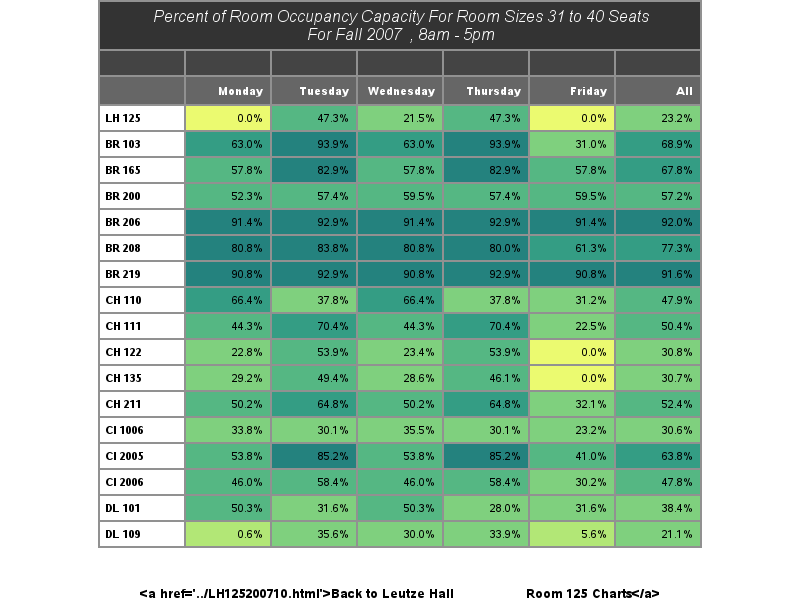 Percent of Room Occupancy Capacity For Room Sizes 31 to 40 Seats
For Fall 2007 , 8am - 5pm
Monday Tuesday Wednesday Thursday Friday All
LH 125 0.0% 47.3% 21.5% 47.3% 0.0% 23.2%
BR 103 63.0% 93.9% 63.0% 93.9% 31.0% 68.9%
BR 165 57.8% 82.9% 57.8% 82.9% 57.8% 67.8%
BR 200 52.3% 57.4% 59.5% 57.4% 59.5% 57.2%
BR 206 91.4% 92.9% 91.4% 92.9% 91.4% 92.0%
BR 208 80.8% 83.8% 80.8% 80.0% 61.3% 77.3%
BR 219 90.8% 92.9% 90.8% 92.9% 90.8% 91.6%
CH 110 66.4% 37.8% 66.4% 37.8% 31.2% 47.9%
CH 111 44.3% 70.4% 44.3% 70.4% 22.5% 50.4%
CH 122 22.8% 53.9% 23.4% 53.9% 0.0% 30.8%
CH 135 29.2% 49.4% 28.6% 46.1% 0.0% 30.7%
CH 211 50.2% 64.8% 50.2% 64.8% 32.1% 52.4%
CI 1006 33.8% 30.1% 35.5% 30.1% 23.2% 30.6%
CI 2005 53.8% 85.2% 53.8% 85.2% 41.0% 63.8%
CI 2006 46.0% 58.4% 46.0% 58.4% 30.2% 47.8%
DL 101 50.3% 31.6% 50.3% 28.0% 31.6% 38.4%
DL 109 0.6% 35.6% 30.0% 33.9% 5.6% 21.1%
<a href='../LH125200710.html'>Back to Leutze Hall Room 125 Charts</a>